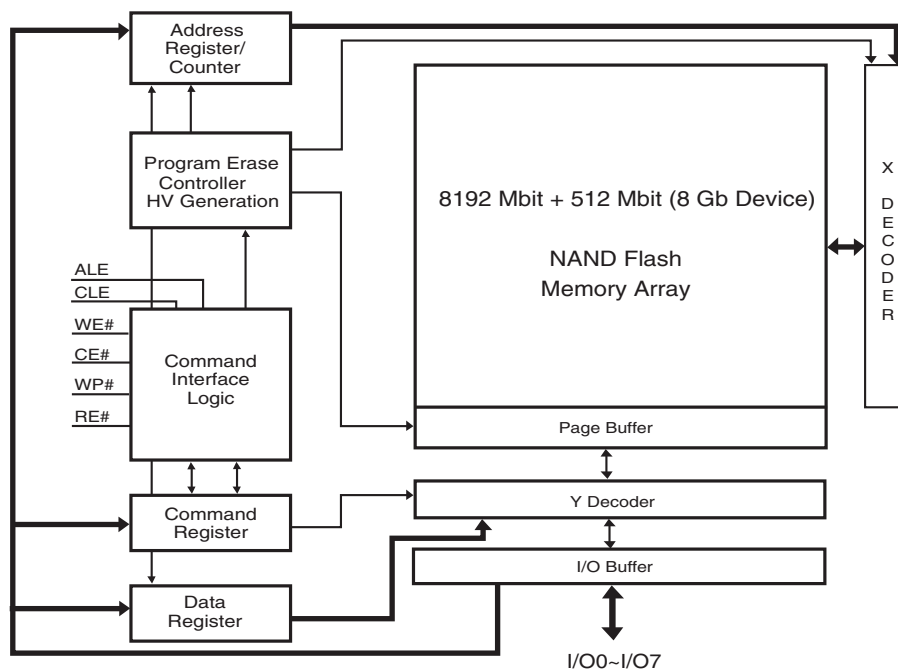 Address
Register/
Counter
Program Erase
Controller
HV Generation
ALE
CLE
WE#
CE#
WP#
RE#
Command
Interface
Logic
Command
Register
Data
Register
8192 Mbit + 512 Mbit (8 Gb Device)
NAND Flash
Memory Array
Page Buffer
Y Decoder
I/O Buffer
I/O0~I/O7
X
D
E
C
O
D
E
R